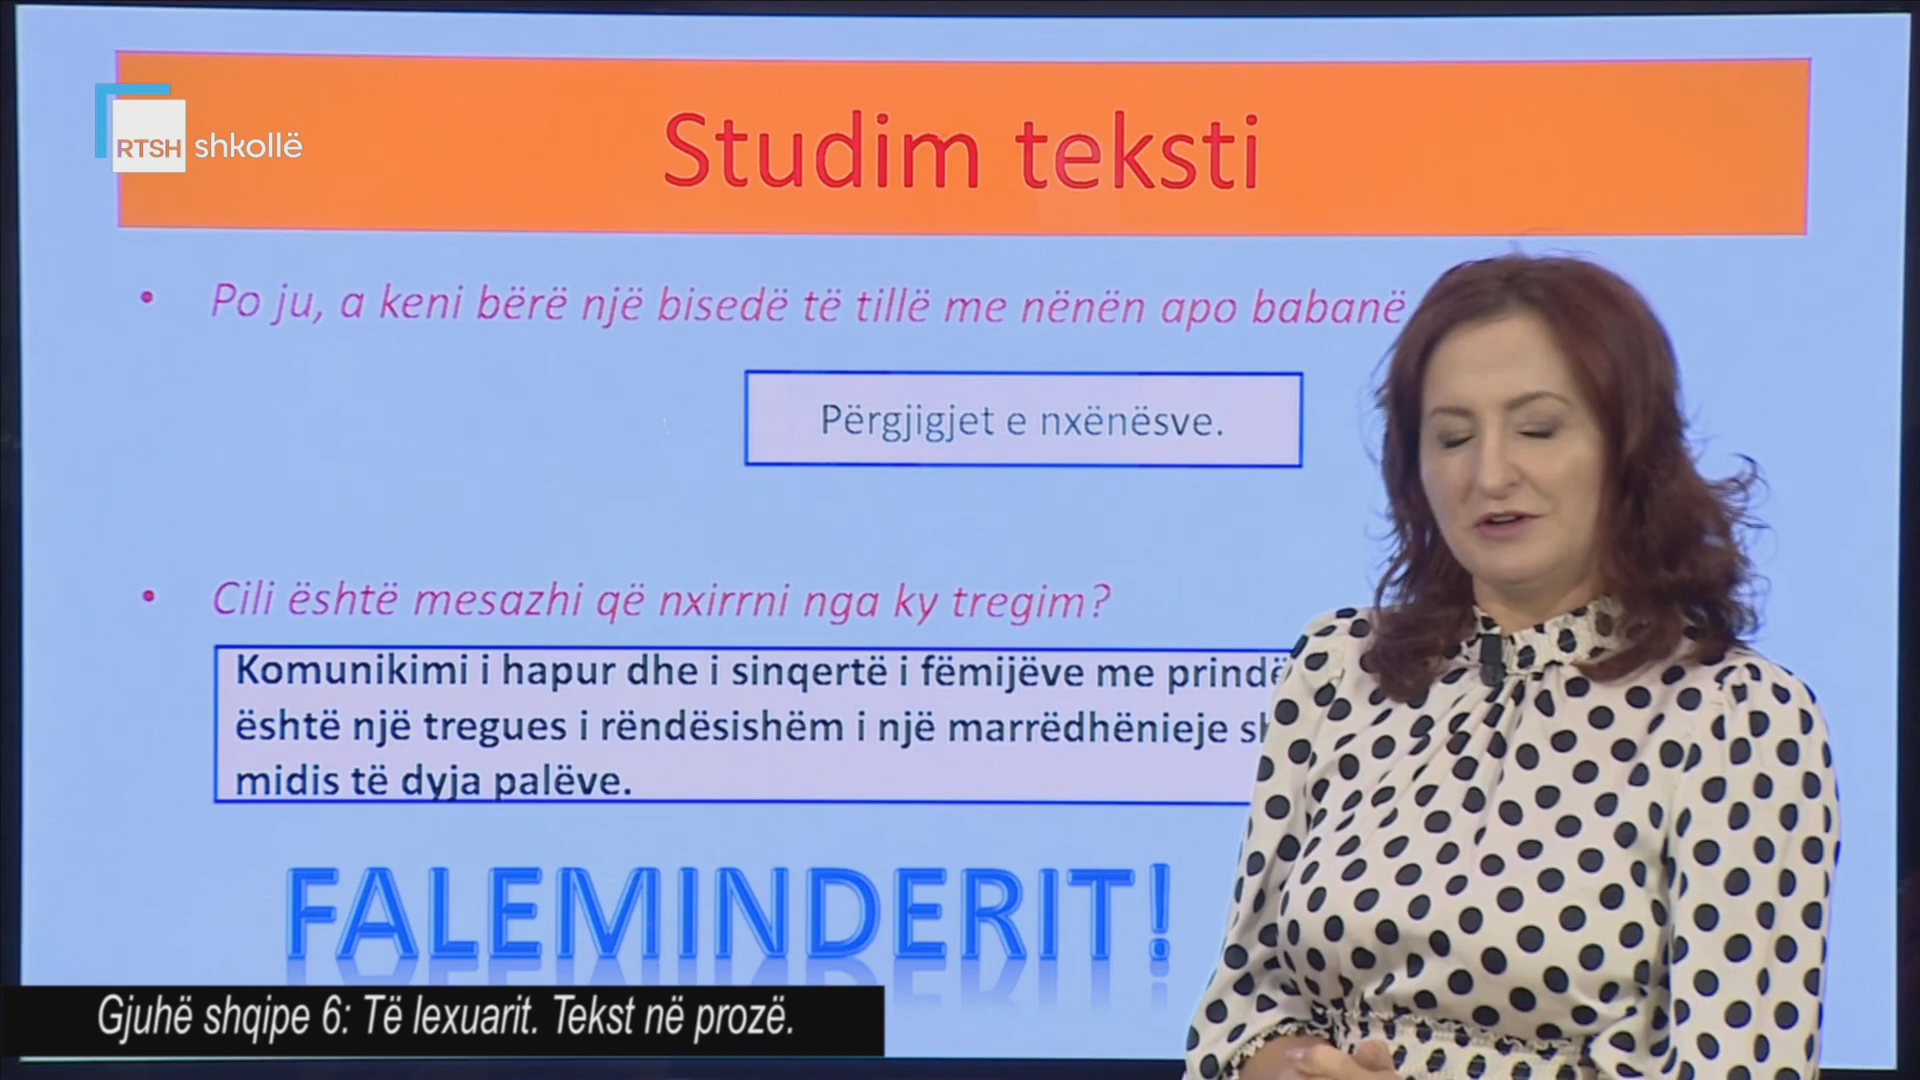 Studim teksti
RTSH shkollë
• Po ju, a keni bërë një bisedë të tillë me nënën apo babanë
Përgjigjet e nxënësve.
• Cili është mesazhi që nxirrni nga ky tregim?
Komunikimi i hapur dhe i sinqertë i fëmijëve me
është një tregues i rëndësishëm i një marrëdhënieje
midis të dyja palëve.
FALEMINDERIT!
Gjuhë shqipe 6: Të lexuarit. Tekst në prozë.